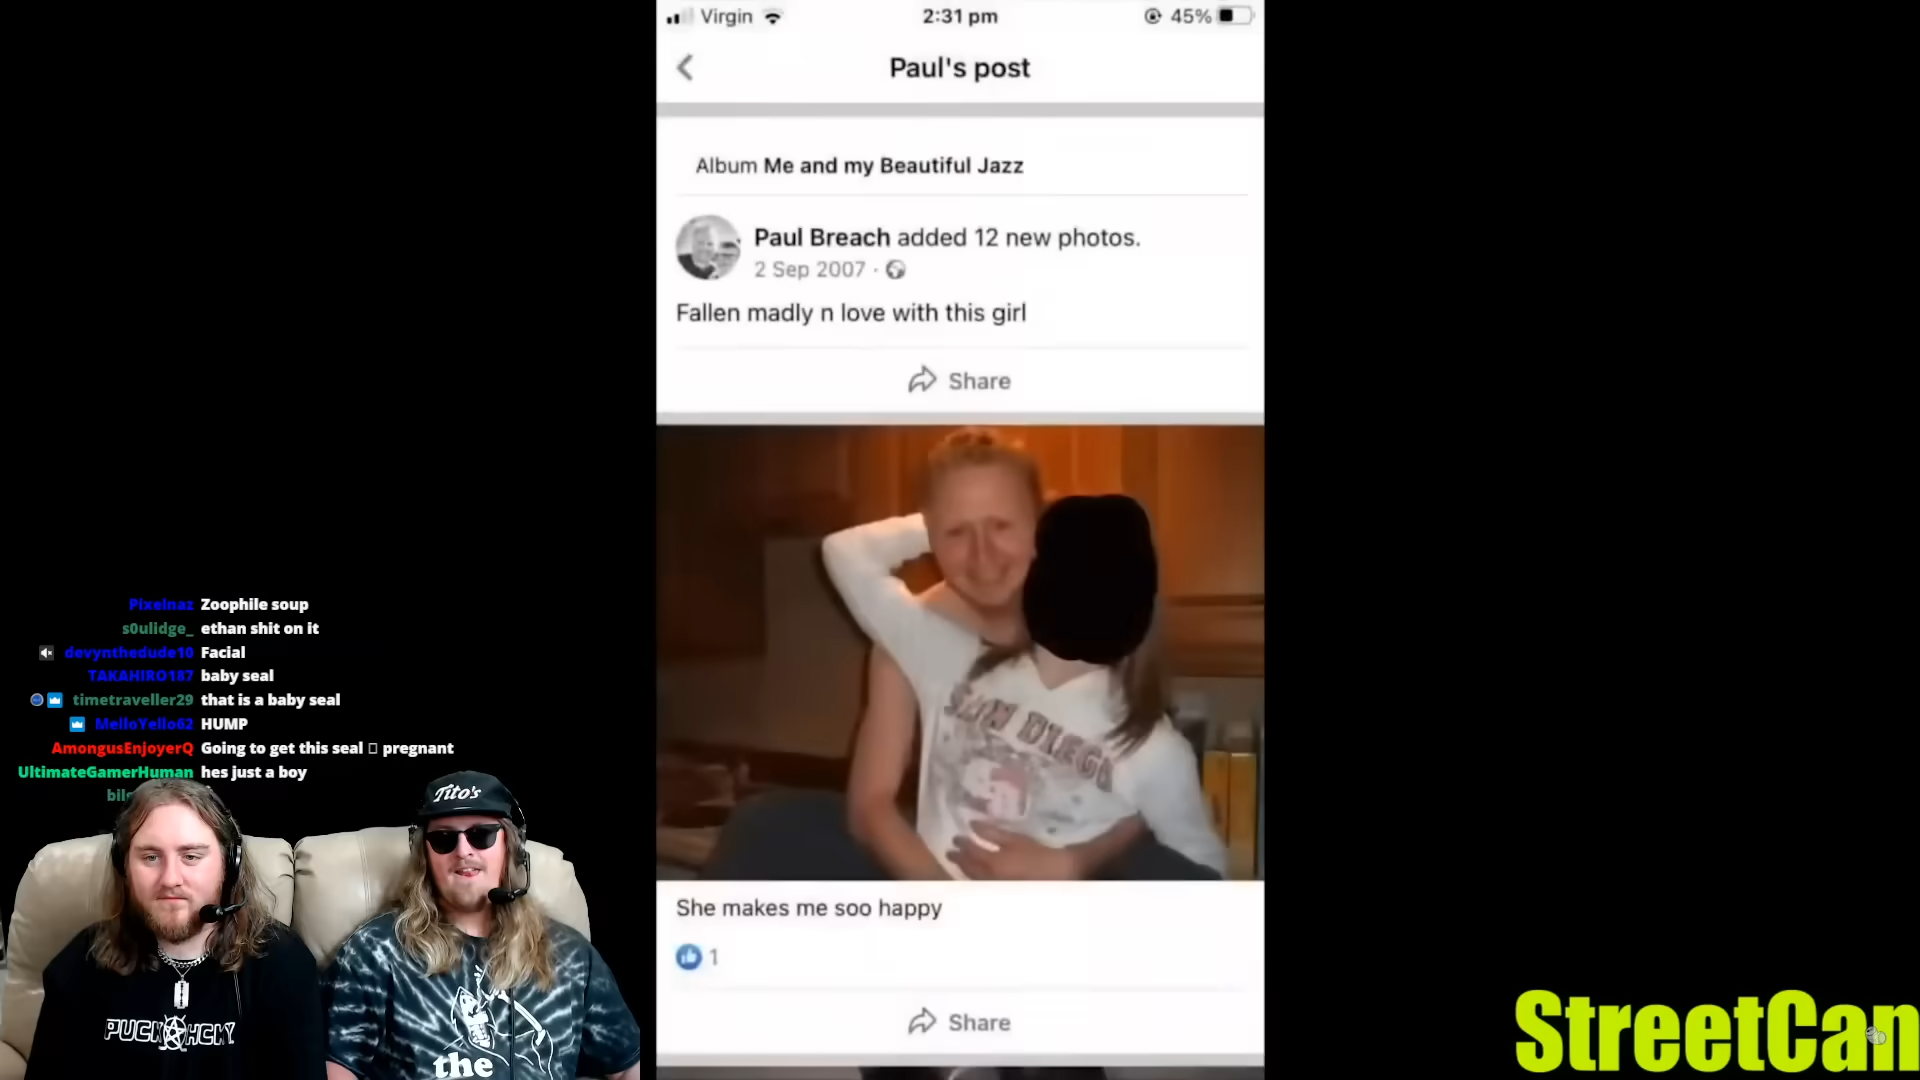 Virgin
2:31 pm
45%
Paul's post
Album Me and my Beautiful Jazz
Paul Breach added 12 new photos.
2 Sep 2007 ·
Fallen madly n love with this girl
Share
DIEGO
She makes me soo happy
1
Share
Pixelnaz Zoophile soup
s0ulidge_ ethan shit on it
devynthedude10 Facial
TAKAHIRO187 baby seal
timetraveller29 that is a baby seal
MelloYello62 HUMP
AmongusEnjoyerQ Going to get this seal pregnant
UltimateGamerHuman hes just a boy
Tito's
the
StreetCan